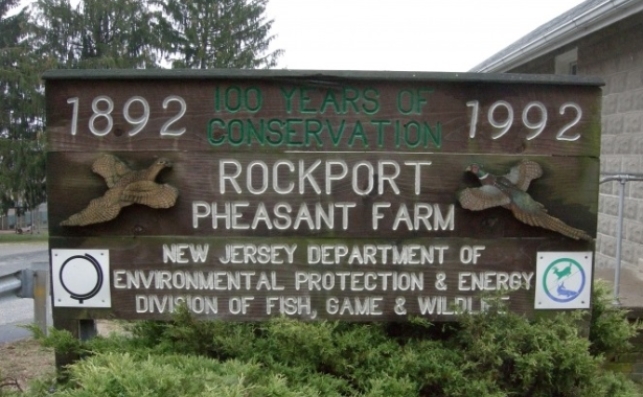 1892 100 YEARS OF 1992
CONSERVATION
ROCKPORT
PHEASANT FARM
NEW JERSEY DEPARTMENT OF
ENVIRONMENTAL PROTECTION & ENERGY
DIVISION OF FISH, GAME & WILDLIFE